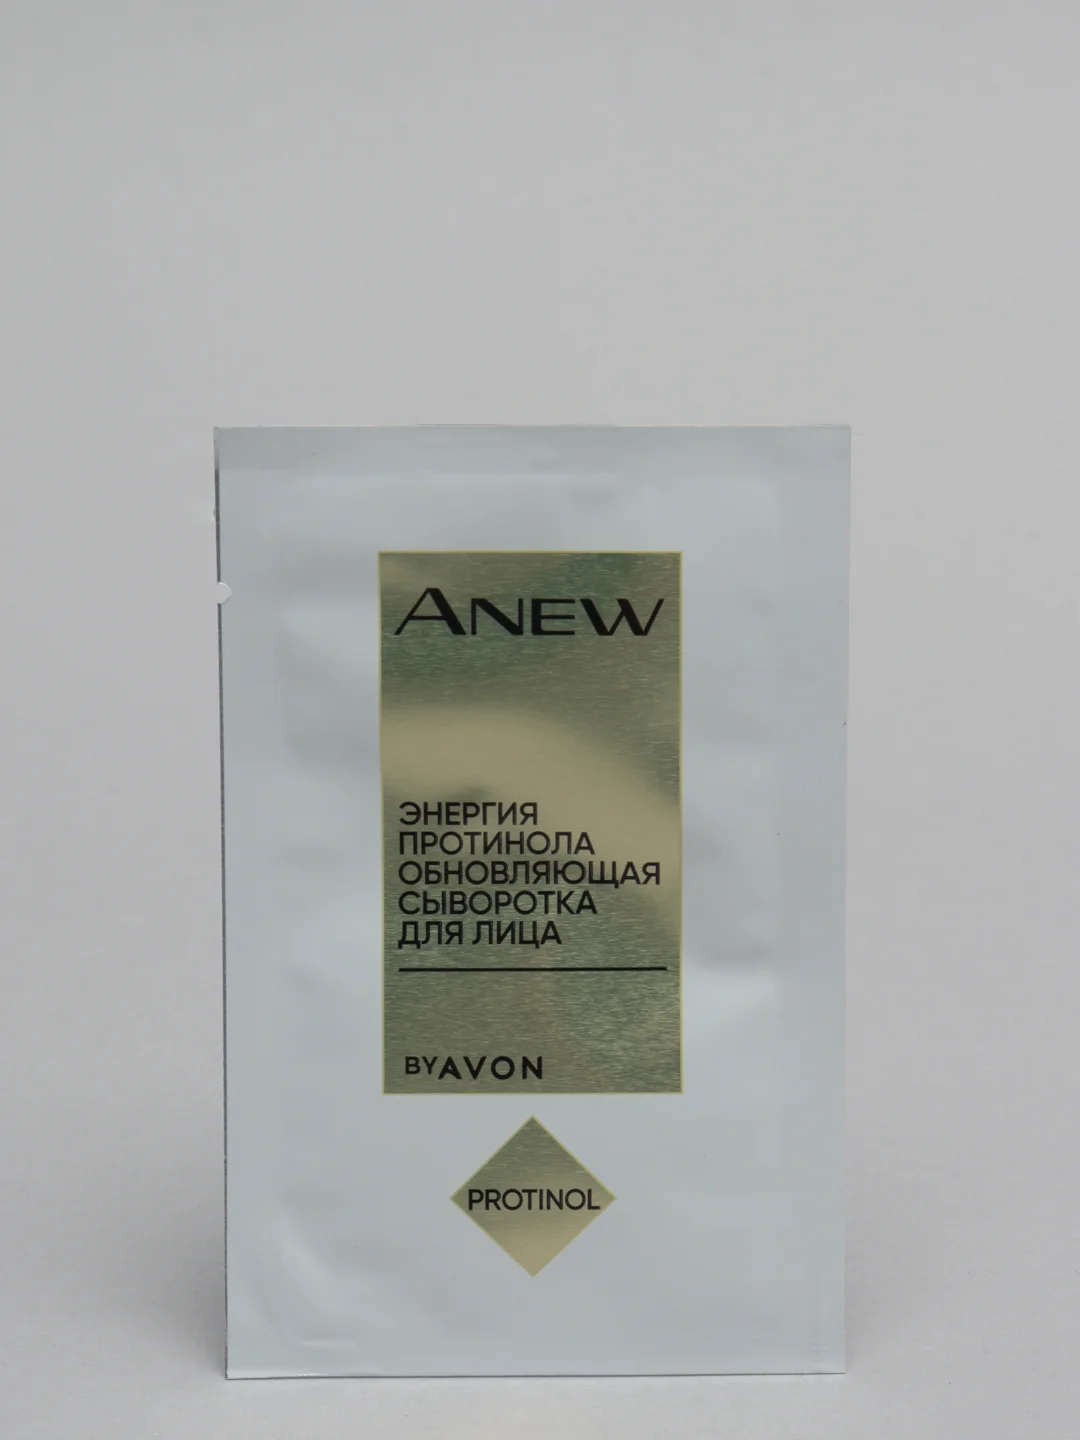 ANEW
ЭНЕРГИЯ
ПРОТИНОЛА
ОБНОВЛЯЮЩАЯ
СЫВОРОТКА
ДЛЯ ЛИЦА
BY AVON
PROTINOL